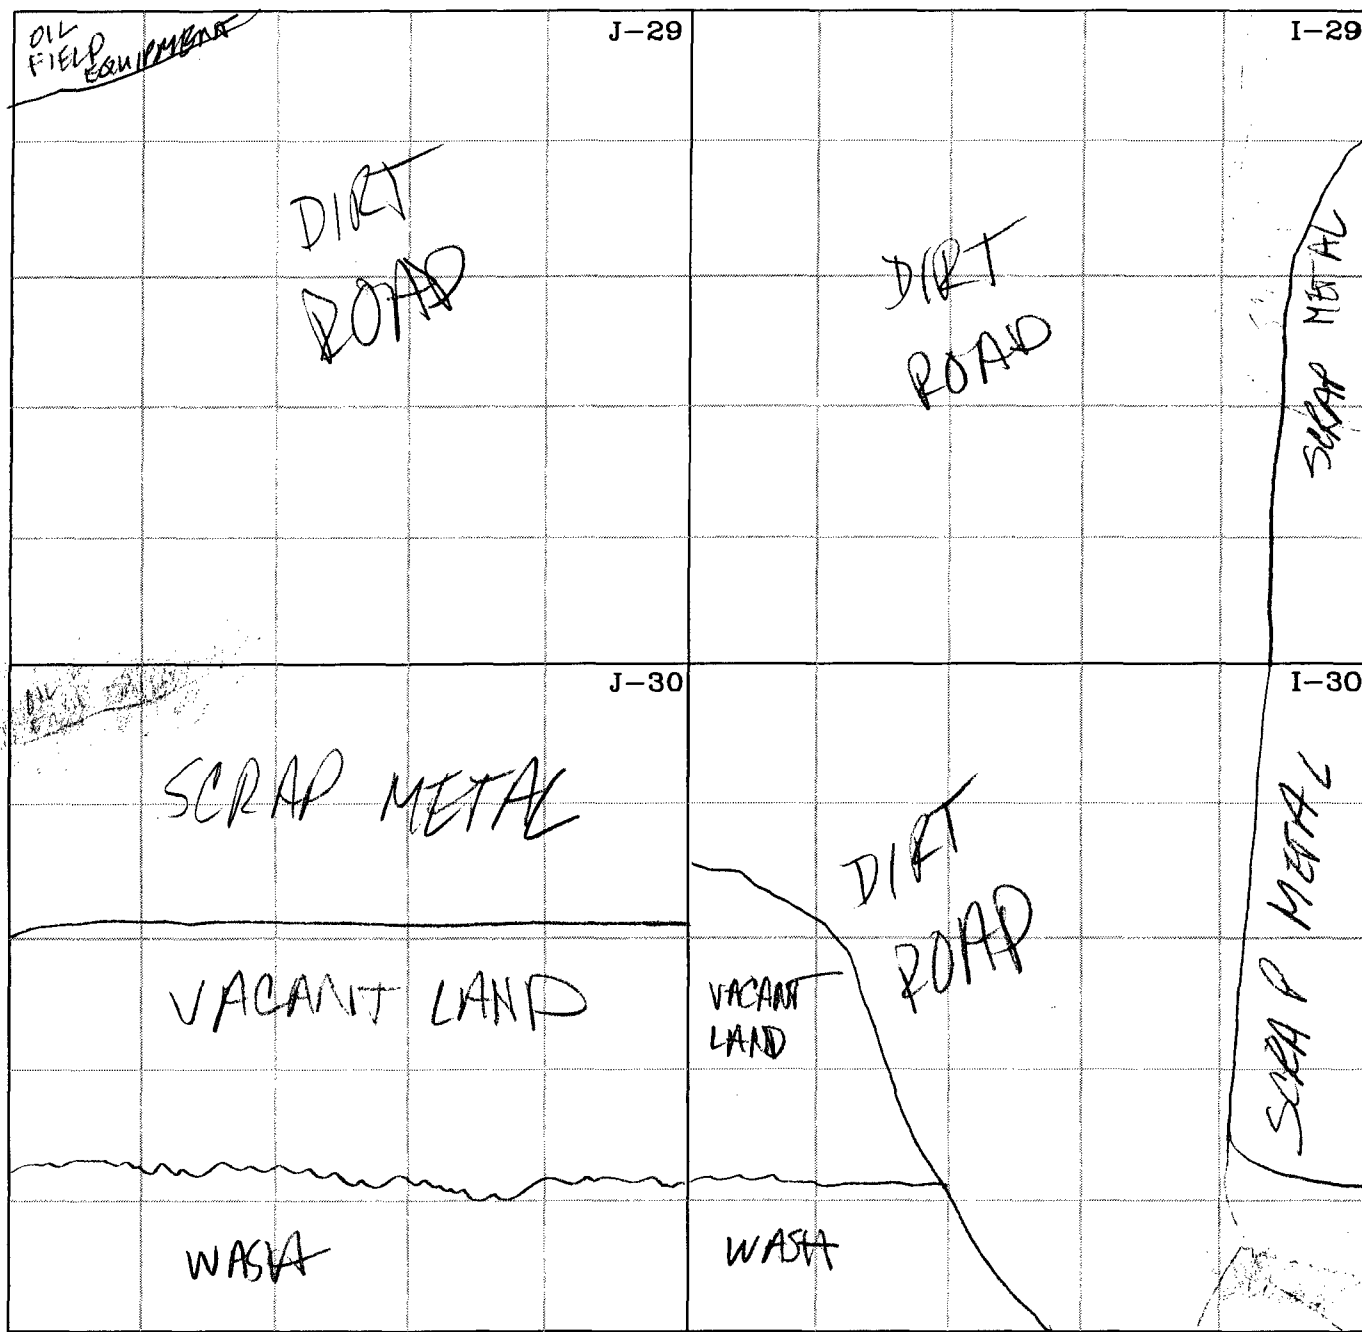 OIL
FIELD
EQUIPMENT
J-29
I-29
DIRT
ROAD
DIRT
ROAD
SCRAP METAL
J-30
I-30
SCRAP METAL
DIRT
ROAD
SCRAP METAL
VACANT LAND
VACANT
LAND
WASH
WASH